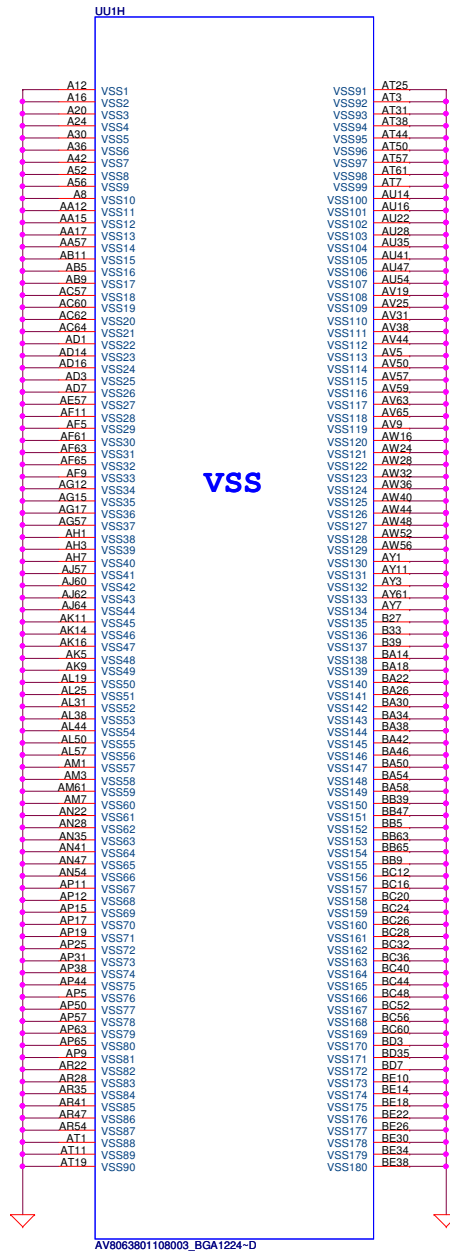 UU1H
A12 VSS1 VSS91 AT25
A16 VSS2 VSS92 AT3
A20 VSS3 VSS93 AT31
A24 VSS4 VSS94 AT38
A30 VSS5 VSS95 AT44
A36 VSS6 VSS96 AT50
A42 VSS7 VSS97 AT57
A52 VSS8 VSS98 AT61
A56 VSS9 VSS99 AT7
A8 VSS10 VSS100 AU14
AA12 VSS11 VSS101 AU16
AA15 VSS12 VSS102 AU22
AA17 VSS13 VSS103 AU28
AA57 VSS14 VSS104 AU35
AB11 VSS15 VSS105 AU41
AB5 VSS16 VSS106 AU47
AB9 VSS17 VSS107 AU54
AC57 VSS18 VSS108 AV19
AC60 VSS19 VSS109 AV25
AC62 VSS20 VSS110 AV31
AC64 VSS21 VSS111 AV38
AD1 VSS22 VSS112 AV44
AD14 VSS23 VSS113 AV5
AD16 VSS24 VSS114 AV50
AD3 VSS25 VSS115 AV57
AD7 VSS26 VSS116 AV59
AE57 VSS27 VSS117 AV63
AF11 VSS28 VSS118 AV65
AF5 VSS29 VSS119 AV9
AF61 VSS30 VSS120 AW16
AF63 VSS31 VSS121 AW24
AF65 VSS32 VSS122 AW28
AF9 VSS33 VSS123 AW32
VSS
AG12 VSS34 VSS124 AW36
AG15 VSS35 VSS125 AW40
AG17 VSS36 VSS126 AW44
AG57 VSS37 VSS127 AW48
AH1 VSS38 VSS128 AW52
AH3 VSS39 VSS129 AW56
AH7 VSS40 VSS130 AY1
AJ57 VSS41 VSS131 AY11
AJ60 VSS42 VSS132 AY3
AJ62 VSS43 VSS133 AY61
AJ64 VSS44 VSS134 AY7
AK11 VSS45 VSS135 B27
AK14 VSS46 VSS136 B33
AK16 VSS47 VSS137 B39
AK5 VSS48 VSS138 BA14
AK9 VSS49 VSS139 BA18
AL19 VSS50 VSS140 BA22
AL25 VSS51 VSS141 BA26
AL31 VSS52 VSS142 BA30
AL38 VSS53 VSS143 BA34
AL44 VSS54 VSS144 BA38
AL50 VSS55 VSS145 BA42
AL57 VSS56 VSS146 BA46
AM1 VSS57 VSS147 BA50
AM3 VSS58 VSS148 BA54
AM61 VSS59 VSS149 BA58
AM7 VSS60 VSS150 BB39
AN22 VSS61 VSS151 BB47
AN28 VSS62 VSS152 BB5
AN35 VSS63 VSS153 BB63
AN41 VSS64 VSS154 BB65
AN47 VSS65 VSS155 BB9
AN54 VSS66 VSS156 BC12
AP11 VSS67 VSS157 BC16
AP12 VSS68 VSS158 BC20
AP15 VSS69 VSS159 BC24
AP17 VSS70 VSS160 BC26
AP19 VSS71 VSS161 BC28
AP25 VSS72 VSS162 BC32
AP31 VSS73 VSS163 BC36
AP38 VSS74 VSS164 BC40
AP44 VSS75 VSS165 BC44
AP5 VSS76 VSS166 BC48
AP50 VSS77 VSS167 BC52
AP57 VSS78 VSS168 BC56
AP63 VSS79 VSS169 BC60
AP65 VSS80 VSS170 BD3
AP9 VSS81 VSS171 BD35
AR22 VSS82 VSS172 BD7
AR28 VSS83 VSS173 BE10
AR35 VSS84 VSS174 BE14
AR41 VSS85 VSS175 BE18
AR47 VSS86 VSS176 BE22
AR54 VSS87 VSS177 BE26
AT1 VSS88 VSS178 BE30
AT11 VSS89 VSS179 BE34
AT19 VSS90 VSS180 BE38
AV8063801108003_BGA1224~D